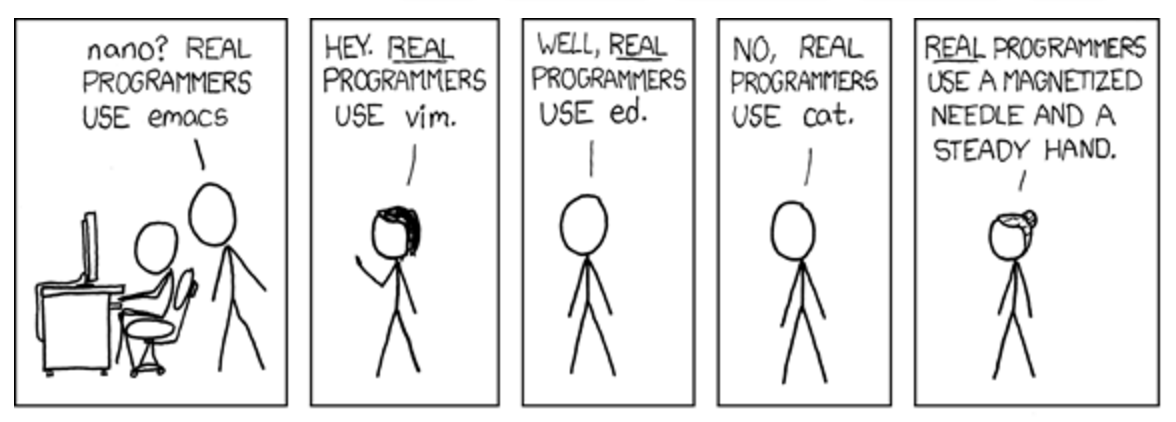 nano? REAL
PROGRAMMERS
USE emacs
HEY. REAL
PROGRAMMERS
USE vim.
WELL, REAL
PROGRAMMERS
USE ed.
NO, REAL
PROGRAMMERS
USE cat.
REAL PROGRAMMERS
USE A MAGNETIZED
NEEDLE AND A
STEADY HAND.